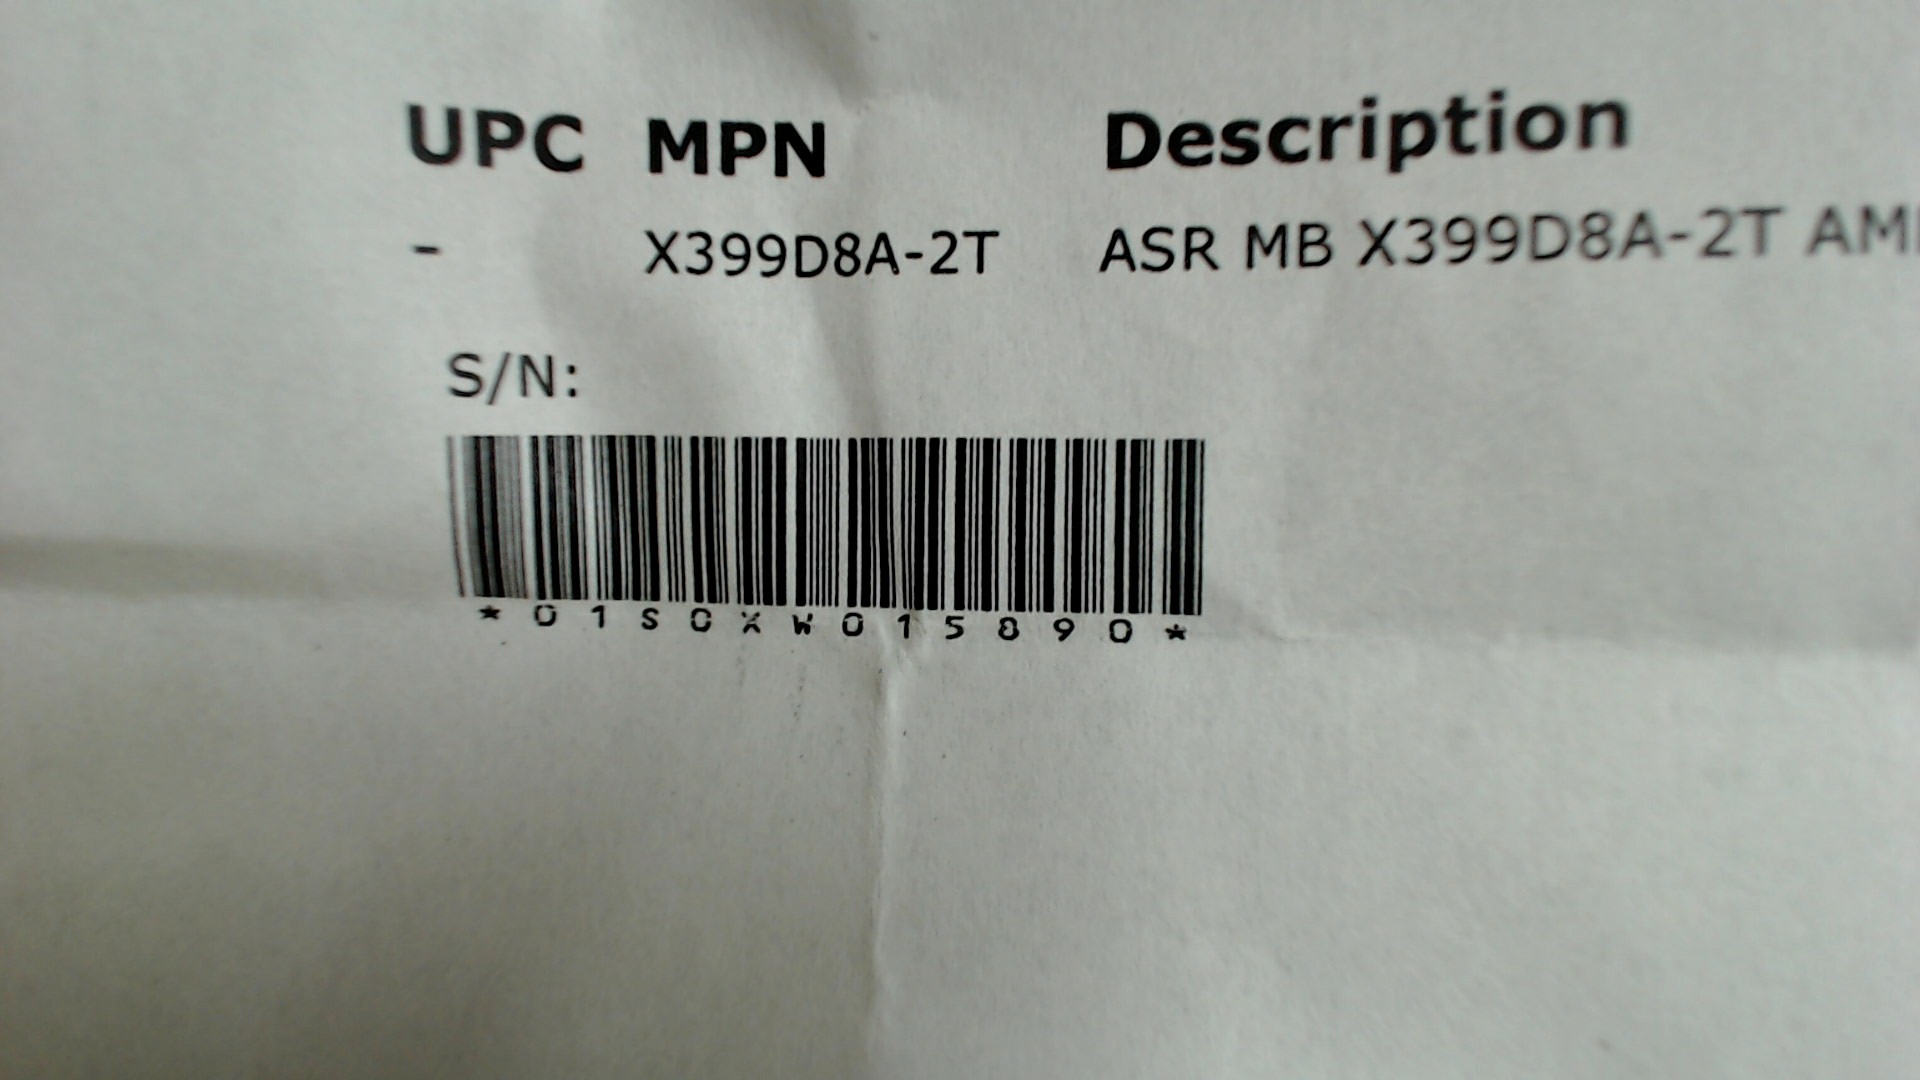 UPC MPN Description
- X399D8A-2T ASR MB X399D8A-2T
S/N:
*01S0XW015890*